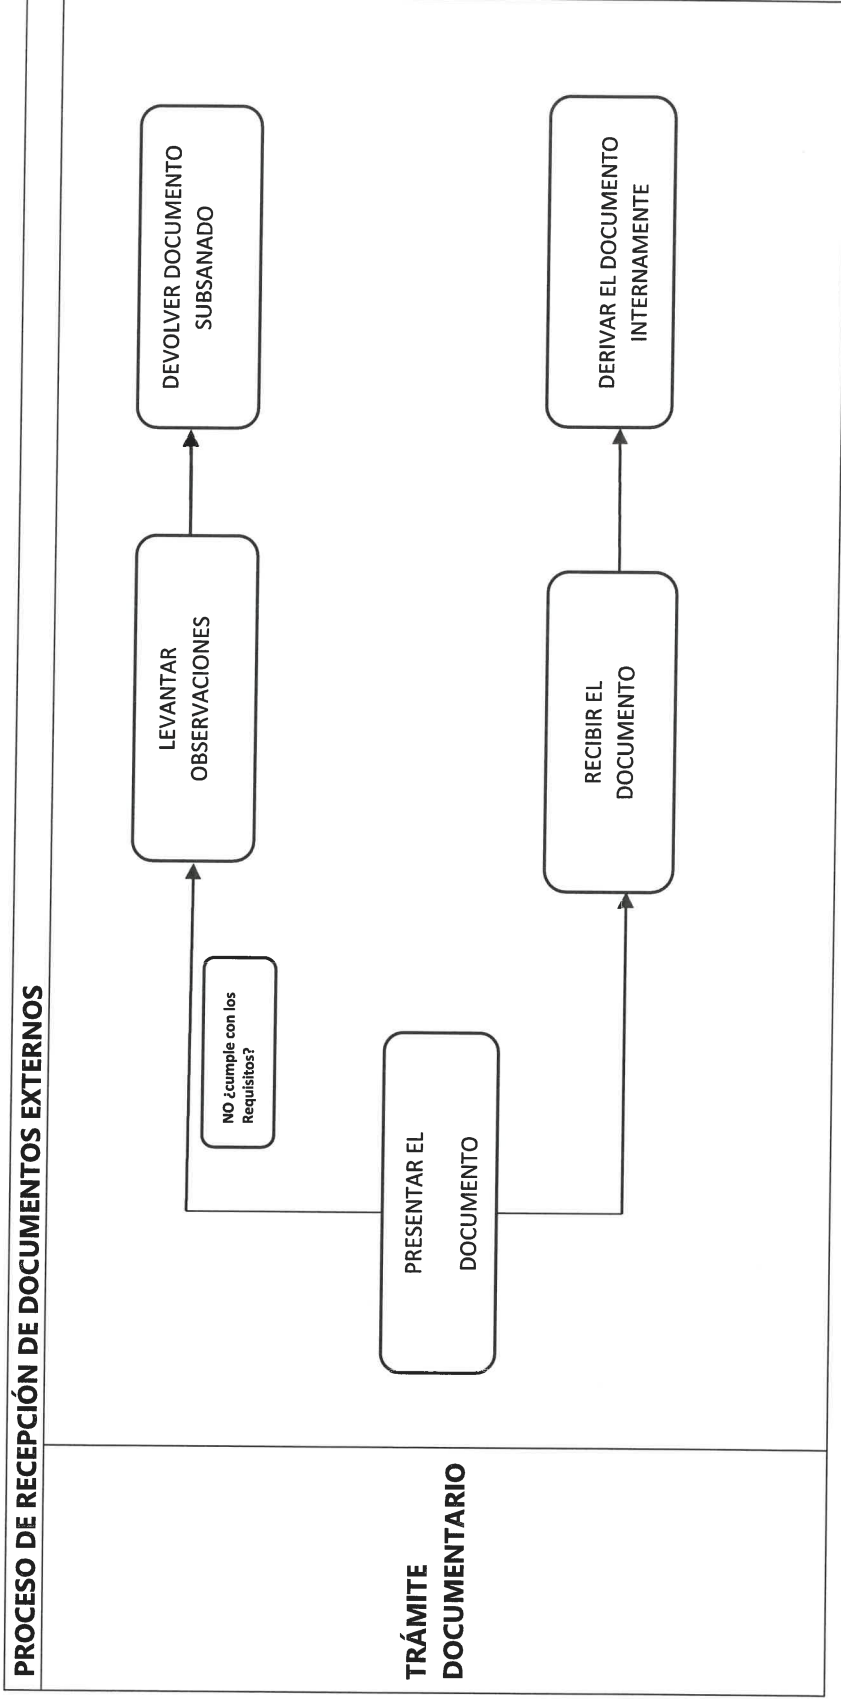 PROCESO DE RECEPCIÓN DE DOCUMENTOS EXTERNOS
TRÁMITE
DOCUMENTARIO
PRESENTAR EL
DOCUMENTO
NO ¿cumple con los
Requisitos?
LEVANTAR
OBSERVACIONES
DEVOLVER DOCUMENTO
SUBSANADO
RECIBIR EL
DOCUMENTO
DERIVAR EL DOCUMENTO
INTERNAMENTE